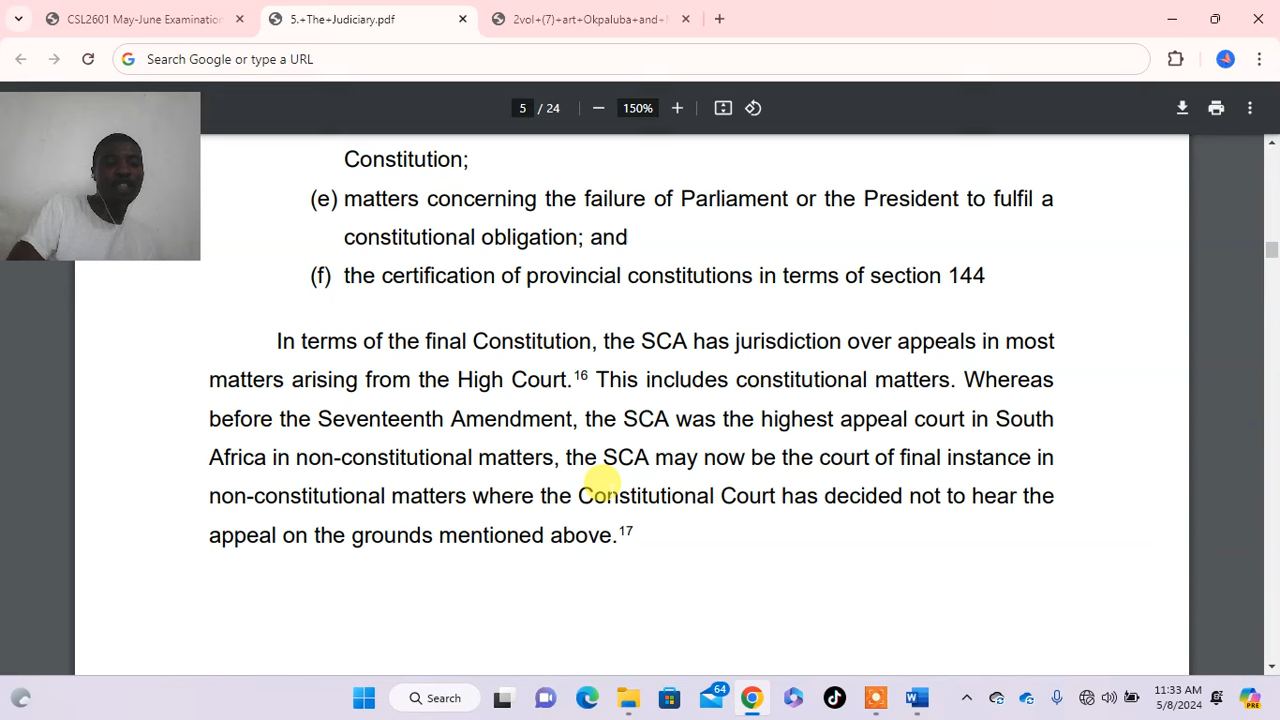 CSL2601 May-June Examination
5.+The+Judiciary.pdf
2vol+(7)+art+Okpaluba+and+
Search Google or type a URL
5 / 24
150%
Constitution;
(e) matters concerning the failure of Parliament or the President to fulfil a
constitutional obligation; and
(f) the certification of provincial constitutions in terms of section 144
In terms of the final Constitution, the SCA has jurisdiction over appeals in most
matters arising from the High Court.16 This includes constitutional matters. Whereas
before the Seventeenth Amendment, the SCA was the highest appeal court in South
Africa in non-constitutional matters, the SCA may now be the court of final instance in
non-constitutional matters where the Constitutional Court has decided not to hear the
appeal on the grounds mentioned above.17
Search
64
W
PRE
11:33 AM
5/8/2024